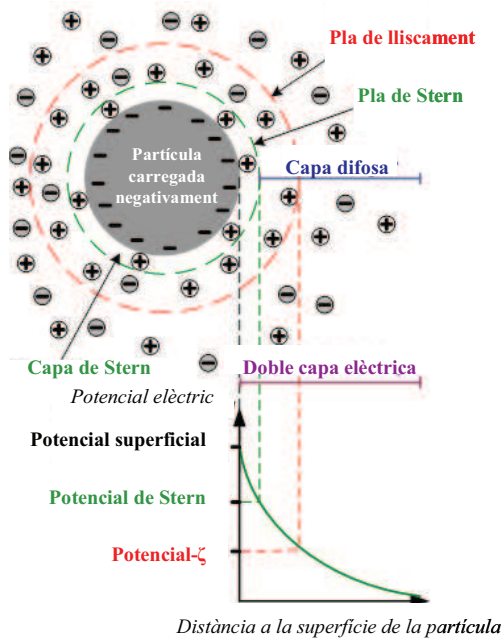 Pla de lliscament
Pla de Stern
Partícula
carregada
negativament
Capa difosa
Capa de Stern
Doble capa elèctrica
Potencial elèctric
Potencial superficial
Potencial de Stern
Potencial-ζ
Distància a la superfície de la partícula